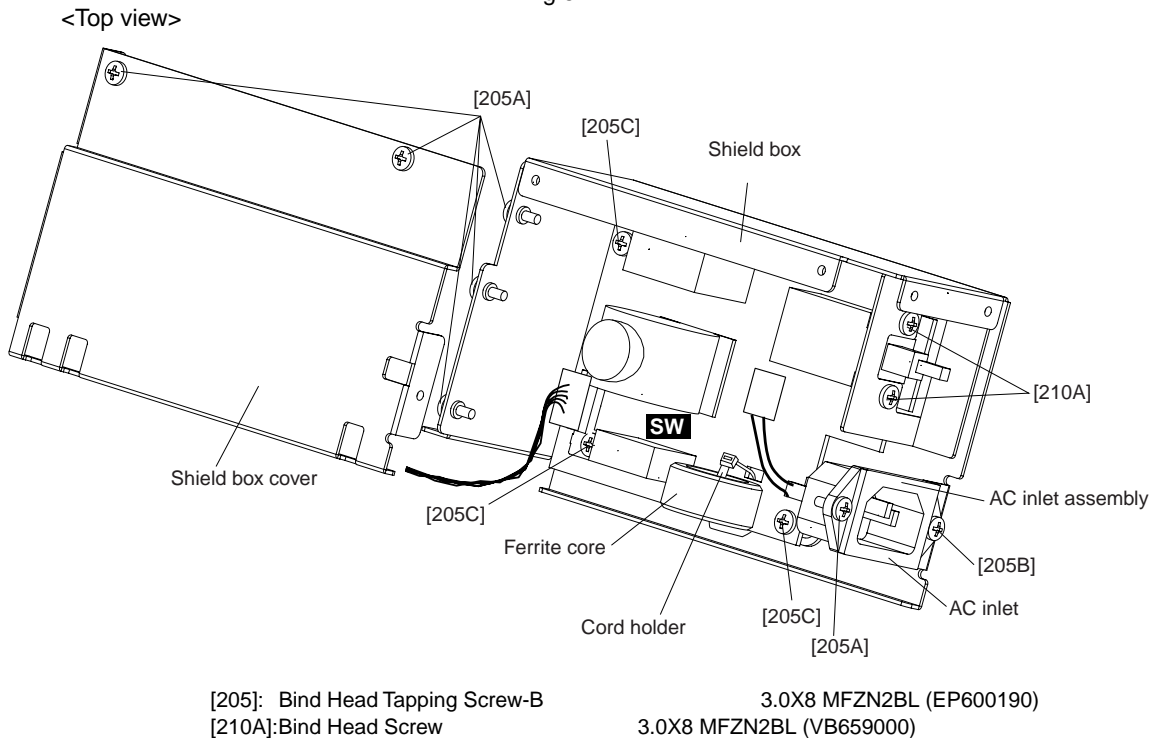 <Top view>
[205A]
[205C]
Shield box
[210A]
SW
Shield box cover
AC inlet assembly
[205C]
Ferrite core
[205B]
AC inlet
[205C]
Cord holder
[205A]
[205]: Bind Head Tapping Screw-B 3.0X8 MFZN2BL (EP600190)
[210A]:Bind Head Screw 3.0X8 MFZN2BL (VB659000)